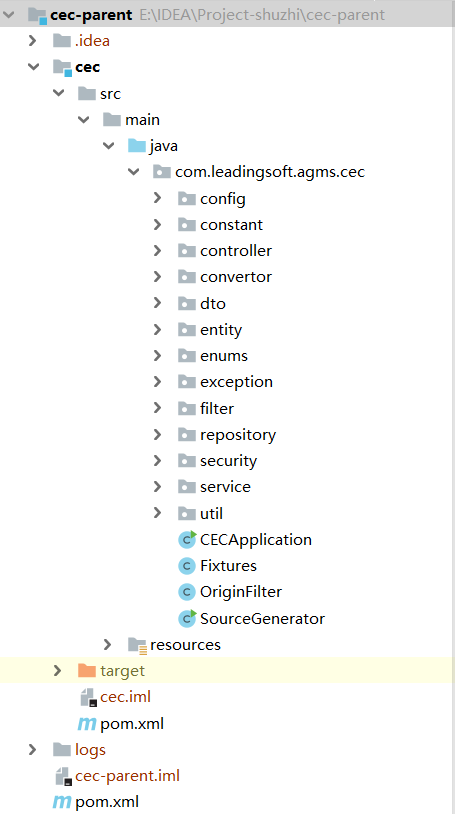 cec-parent E:\IDEA\Project-shuzhi\cec-parent
.idea
cec
src
main
java
com.leadingsoft.agms.cec
config
constant
controller
convertor
dto
entity
enums
exception
filter
repository
security
service
util
CECApplication
Fixtures
OriginFilter
SourceGenerator
resources
target
cec.iml
pom.xml
logs
cec-parent.iml
pom.xml